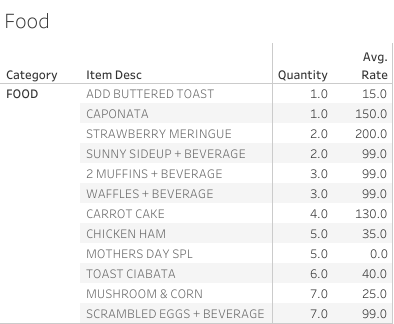 Food
Avg.
Category Item Desc Quantity Rate
FOOD ADD BUTTERED TOAST 1.0 15.0
CAPONATA 1.0 150.0
STRAWBERRY MERINGUE 2.0 200.0
SUNNY SIDEUP + BEVERAGE 2.0 99.0
2 MUFFINS + BEVERAGE 3.0 99.0
WAFFLES + BEVERAGE 3.0 99.0
CARROT CAKE 4.0 130.0
CHICKEN HAM 5.0 35.0
MOTHERS DAY SPL 5.0 0.0
TOAST CIABATA 6.0 40.0
MUSHROOM & CORN 7.0 25.0
SCRAMBLED EGGS + BEVERAGE 7.0 99.0